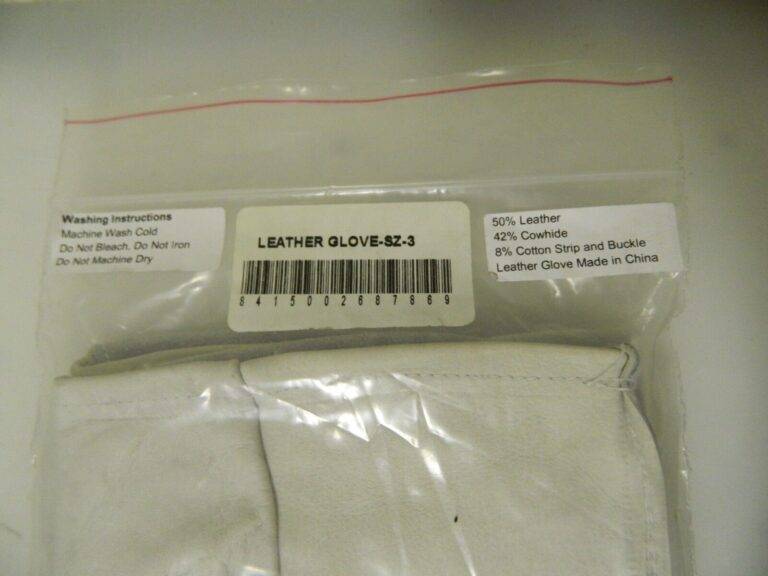 Washing Instructions
Machine Wash Cold
Do Not Bleach. Do Not Iron
Do Not Machine Dry
LEATHER GLOVE-SZ-3
8415002687869
50% Leather
42% Cowhide
8% Cotton Strip and Buckle
Leather Glove Made in China